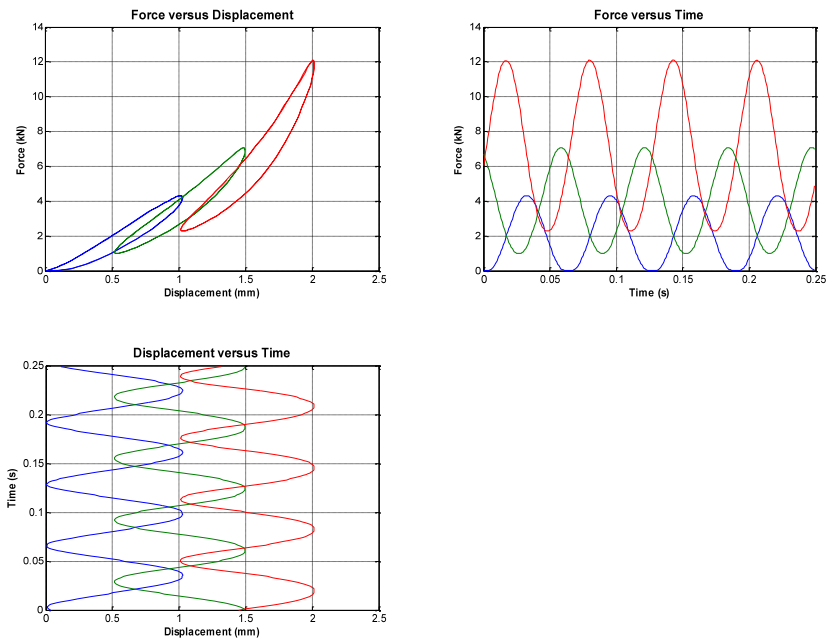 Force versus Displacement
14
12
10
8
6
4
2
0
Force (kN)
0 0.5 1 1.5 2 2.5
Displacement (mm)
Force versus Time
14
12
10
8
6
4
2
0
Force (kN)
0 0.05 0.1 0.15 0.2 0.25
Time (s)
Displacement versus Time
0.25
0.2
0.15
0.1
0.05
0
Time (s)
0 0.5 1 1.5 2 2.5
Displacement (mm)